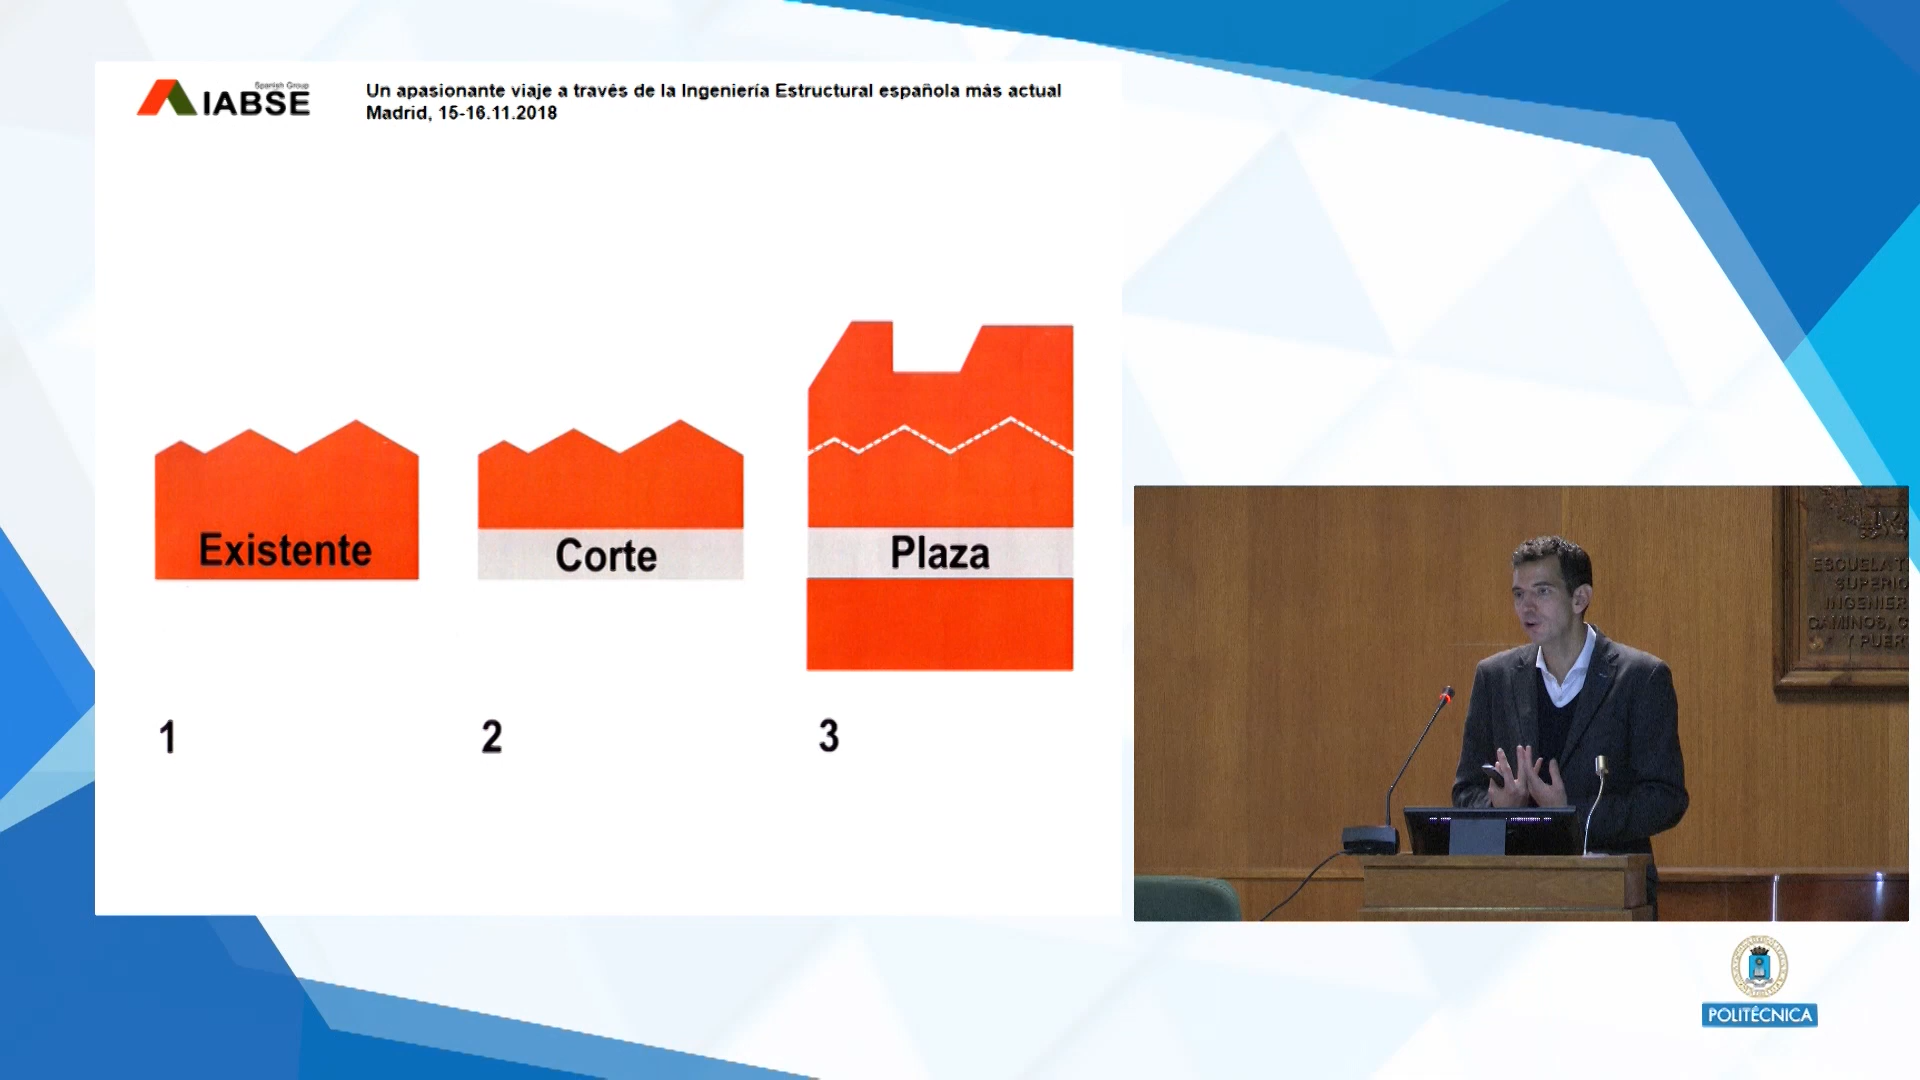 Spanish Group
IABSE
Un apasionante viaje a través de la Ingeniería Estructural española más actual
Madrid, 15-16.11.2018
Existente
Corte
Plaza
1
2
3
ESCUELA T
SUPERIO
INGENIER
CAMINOS, C
Y PUER
POLITÉCNICA